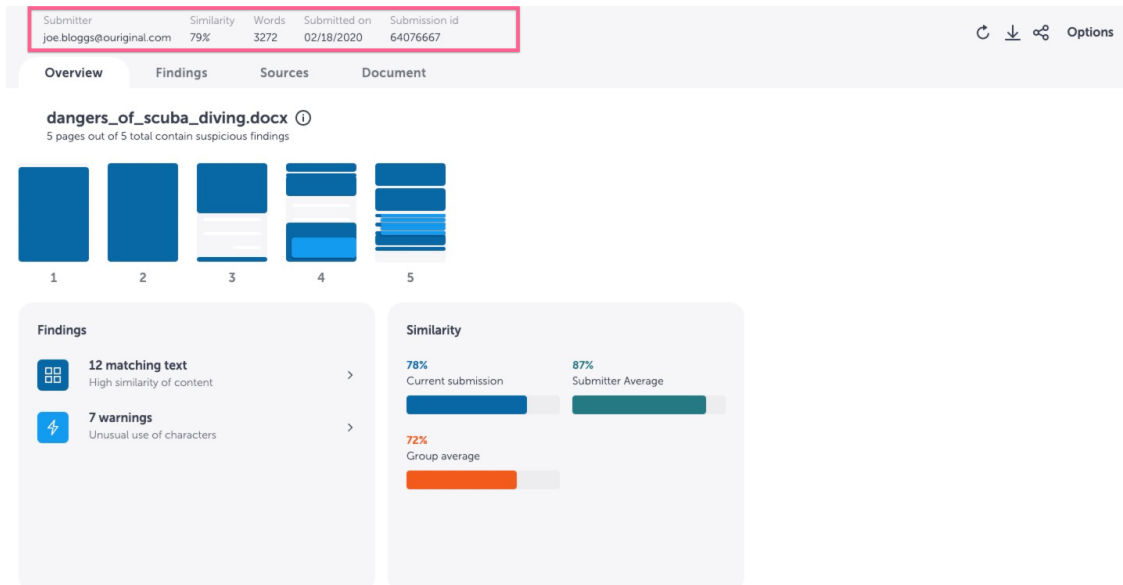 Submitter Similarity Words Submitted on Submission id
joe.bloggs@ouriginal.com 79% 3272 02/18/2020 64076667
Options
Overview Findings Sources Document
dangers_of_scuba_diving.docx
5 pages out of 5 total contain suspicious findings
1 2 3 4 5
Findings
12 matching text
High similarity of content
7 warnings
Unusual use of characters
Similarity
78% 87%
Current submission Submitter Average
72%
Group average